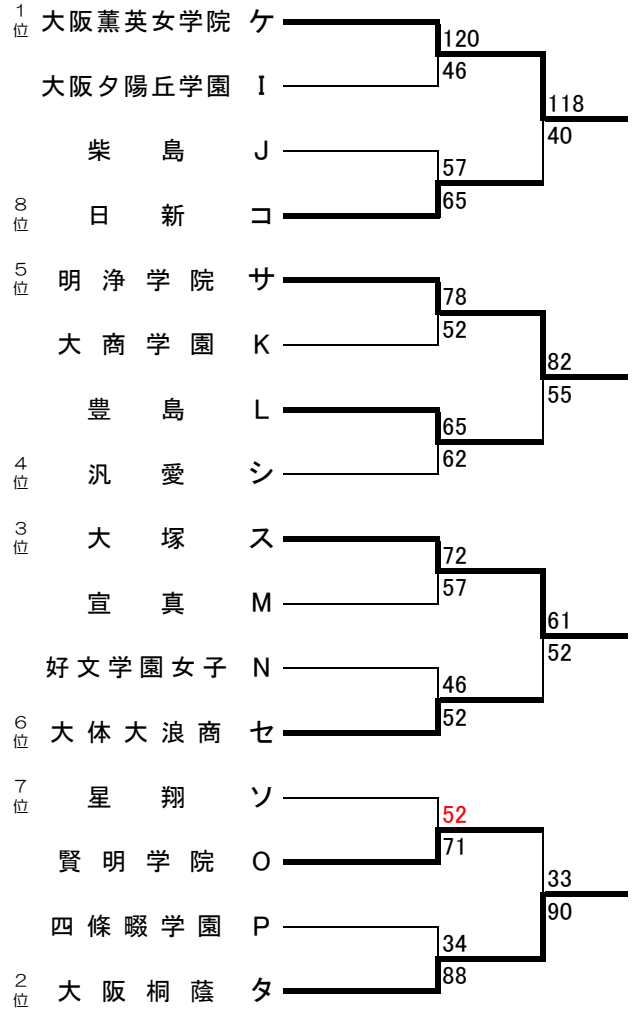 1位 大阪薫英女学院 ケ
120
46
大阪夕陽丘学園 I
118
40
柴島 J
57
65
8位 日新 コ
5位 明浄学院 サ
78
52
大商学園 K
82
55
豊島 L
65
62
4位 汎愛 シ
3位 大塚 ス
72
57
宣真 M
61
52
好文学園女子 N
46
52
6位 大体大浪商 セ
7位 星翔 ソ
52
71
賢明学院 O
33
90
四條畷学園 P
34
88
2位 大阪桐蔭 タ